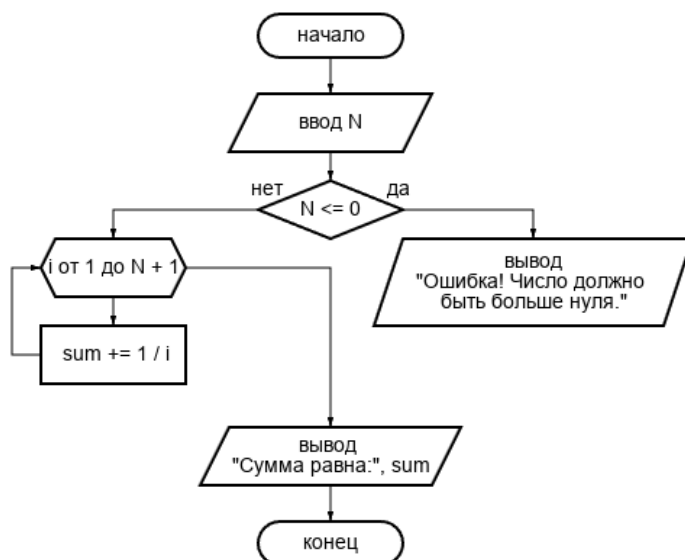 начало
ввод N
нет
да
N <= 0
i от 1 до N + 1
вывод
"Ошибка! Число должно
быть больше нуля."
sum += 1 / i
вывод
"Сумма равна:", sum
конец